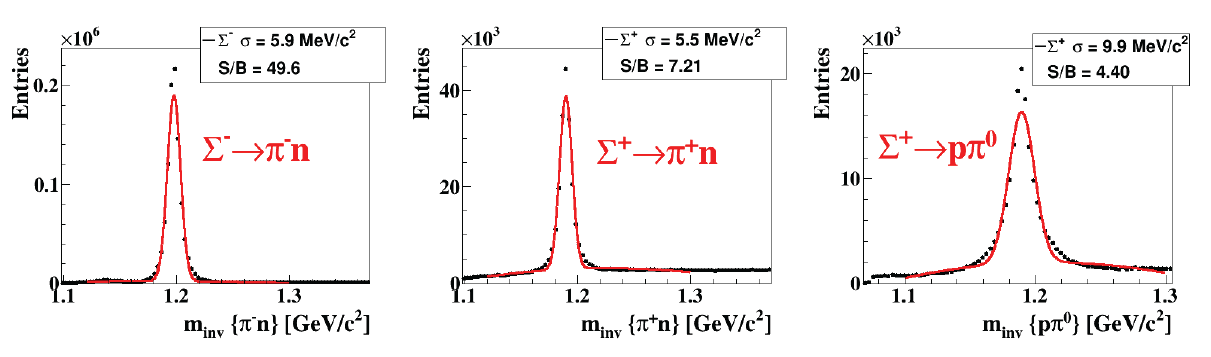 ×10⁶
Entries
0.2
0.1
0
1.1
1.2
1.3
Σ⁻ σ = 5.9 MeV/c²
S/B = 49.6
Σ⁻→π⁻n
m_inv {π⁻n} [GeV/c²]
×10³
Entries
40
20
0
1.1
1.2
1.3
Σ⁺ σ = 5.5 MeV/c²
S/B = 7.21
Σ⁺→π⁺n
m_inv {π⁺n} [GeV/c²]
×10³
Entries
20
10
0
1.1
1.2
1.3
Σ⁺ σ = 9.9 MeV/c²
S/B = 4.40
Σ⁺→pπ⁰
m_inv {pπ⁰} [GeV/c²]